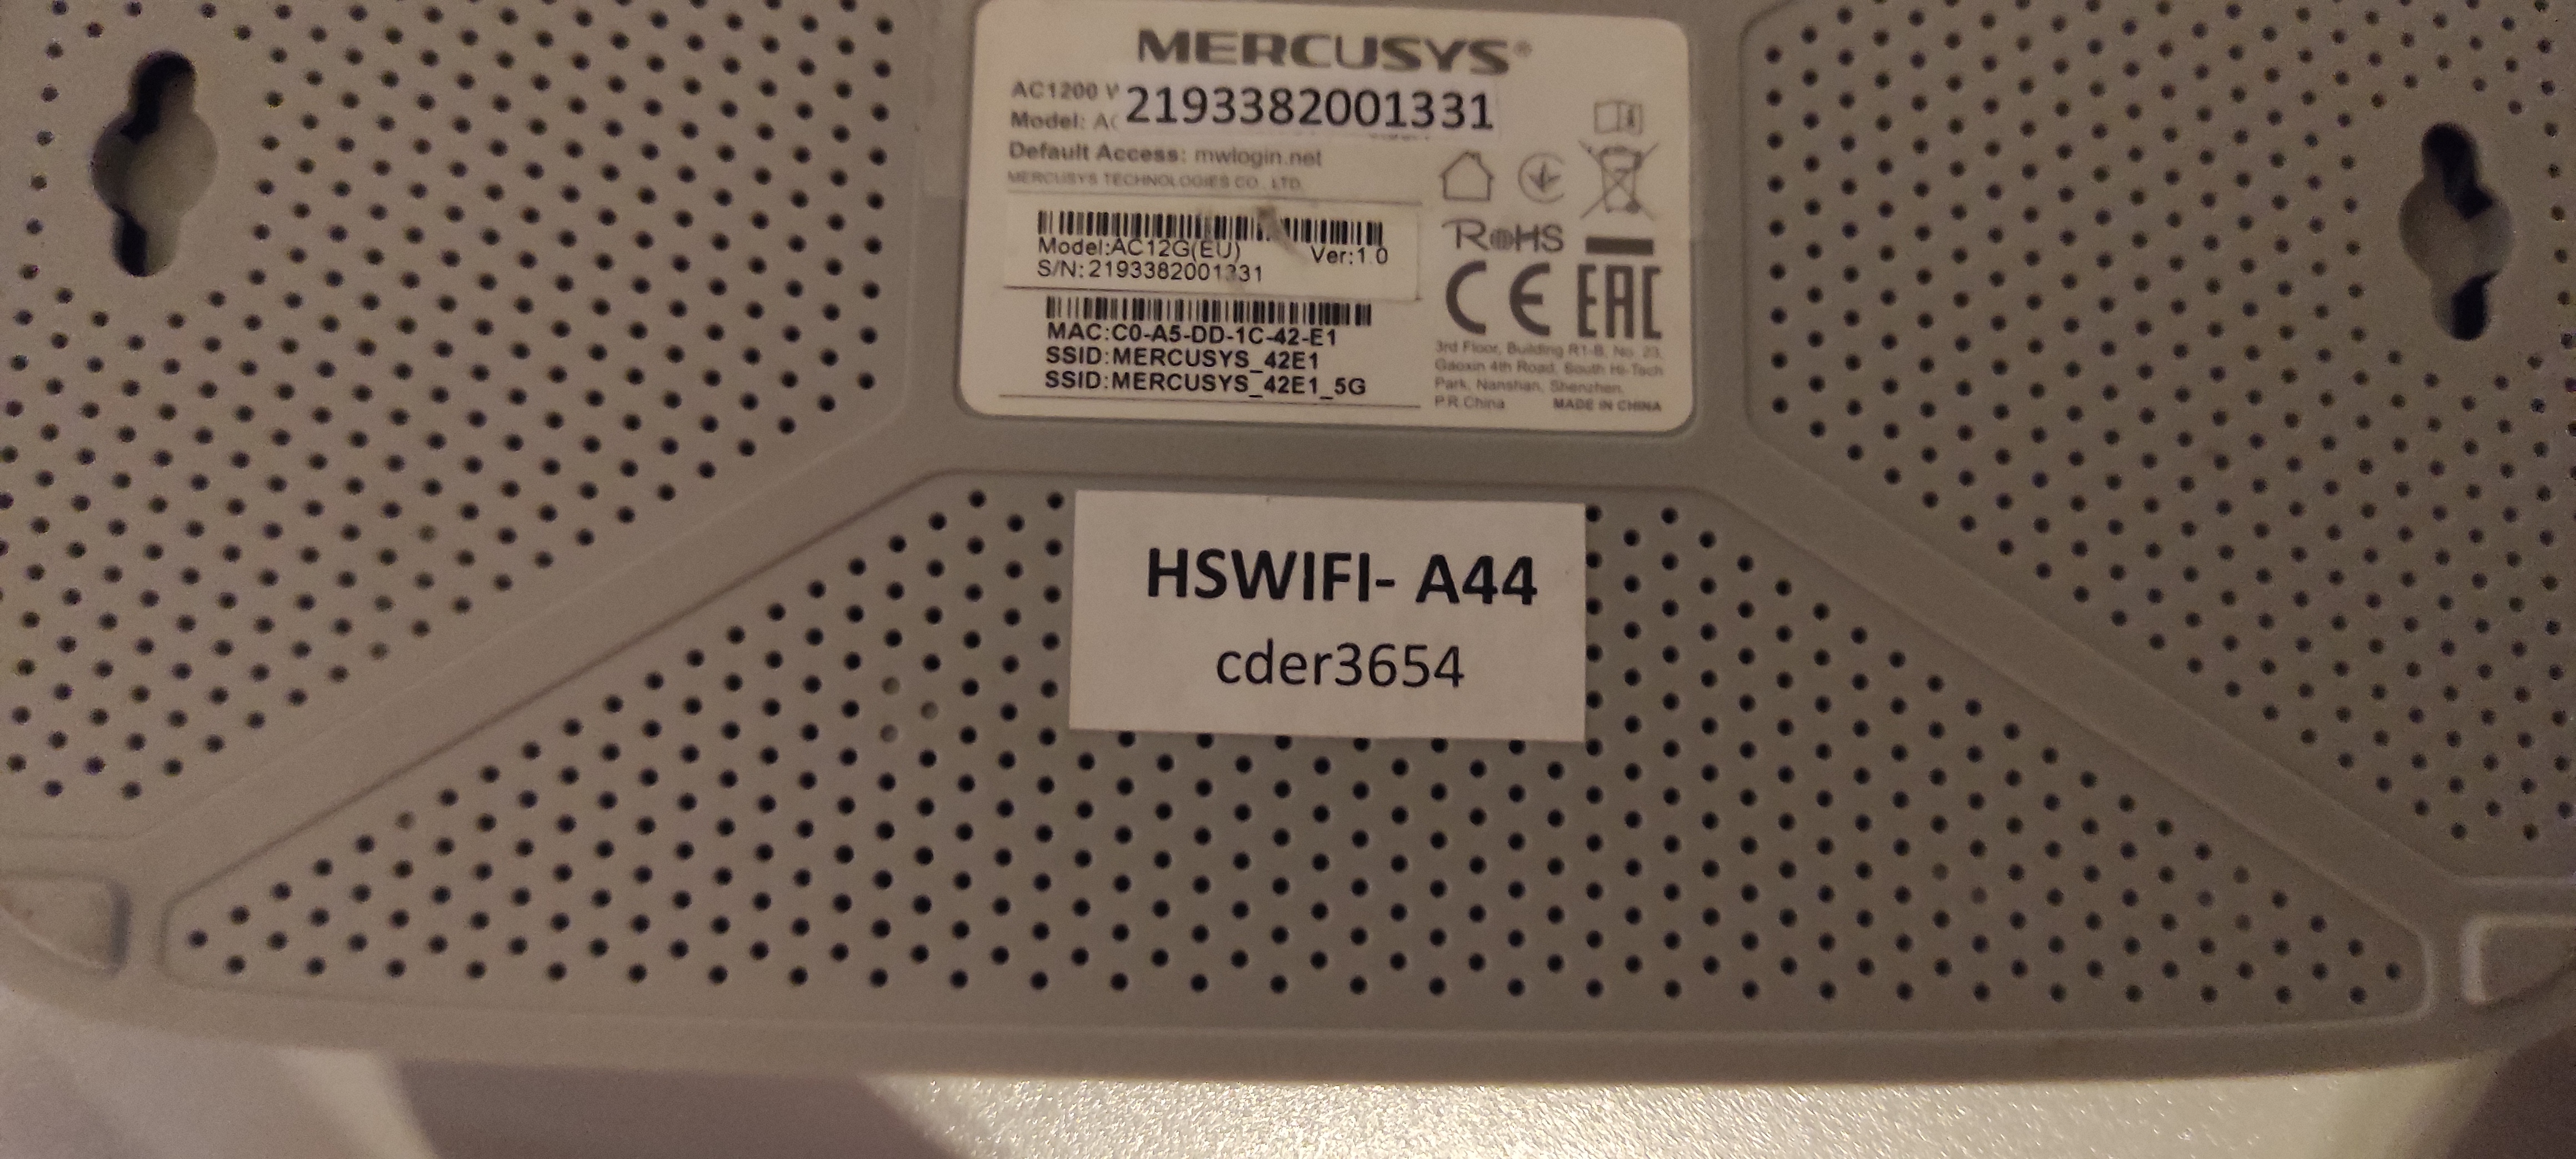 MERCUSYS®
AC1200
2193382001331
Model:
Default Access: mwlogin.net
MERCUSYS TECHNOLOGIES CO., LTD.
Model:AC12G(EU) Ver:1.0
S/N:2193382001331
MAC:C0-A5-DD-1C-42-E1
SSID:MERCUSYS_42E1
SSID:MERCUSYS_42E1_5G
RoHS
CE EAC
3rd Floor, Building R1-B, No. 23,
Gaoxin 4th Road, South Hi-Tech
Park, Nanshan, Shenzhen,
P.R.China MADE IN CHINA
HSWIFI- A44
cder3654